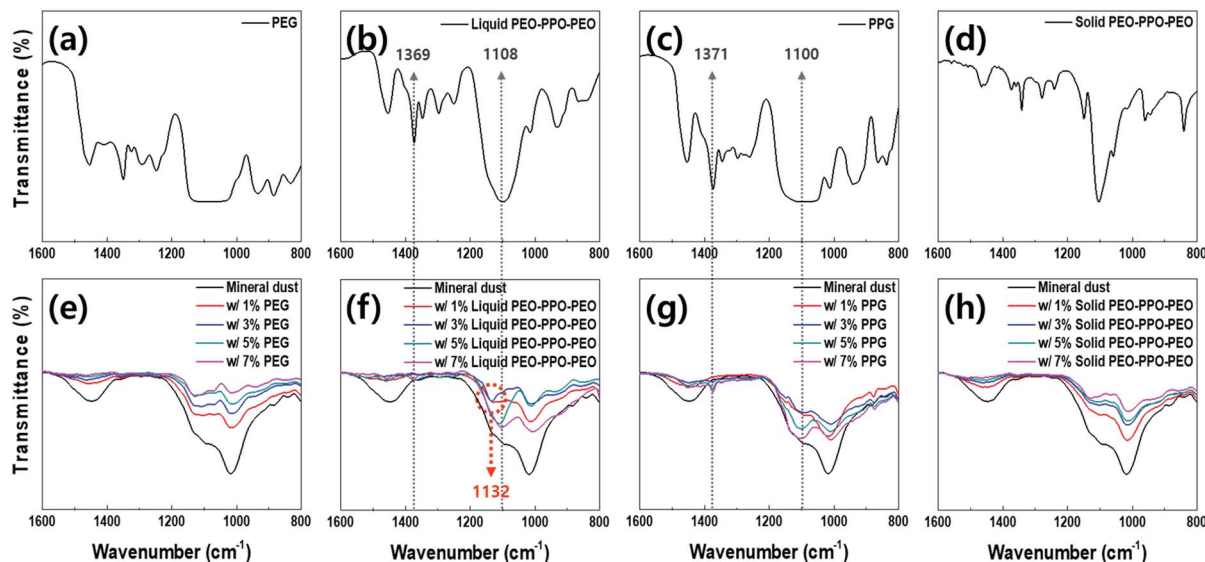 Transmittance (%)
(a)
PEG
1600 1400 1200 1000 800
(b)
Liquid PEO-PPO-PEO
1369
1108
1600 1400 1200 1000 800
(c)
PPG
1371
1100
1600 1400 1200 1000 800
(d)
Solid PEO-PPO-PEO
1600 1400 1200 1000 800
Transmittance (%)
(e)
Mineral dust
w/ 1% PEG
w/ 3% PEG
w/ 5% PEG
w/ 7% PEG
1600 1400 1200 1000 800
Wavenumber (cm⁻¹)
(f)
Mineral dust
w/ 1% Liquid PEO-PPO-PEO
w/ 3% Liquid PEO-PPO-PEO
w/ 5% Liquid PEO-PPO-PEO
w/ 7% Liquid PEO-PPO-PEO
1132
1600 1400 1200 1000 800
Wavenumber (cm⁻¹)
(g)
Mineral dust
w/ 1% PPG
w/ 3% PPG
w/ 5% PPG
w/ 7% PPG
1600 1400 1200 1000 800
Wavenumber (cm⁻¹)
(h)
Mineral dust
w/ 1% Solid PEO-PPO-PEO
w/ 3% Solid PEO-PPO-PEO
w/ 5% Solid PEO-PPO-PEO
w/ 7% Solid PEO-PPO-PEO
1600 1400 1200 1000 800
Wavenumber (cm⁻¹)